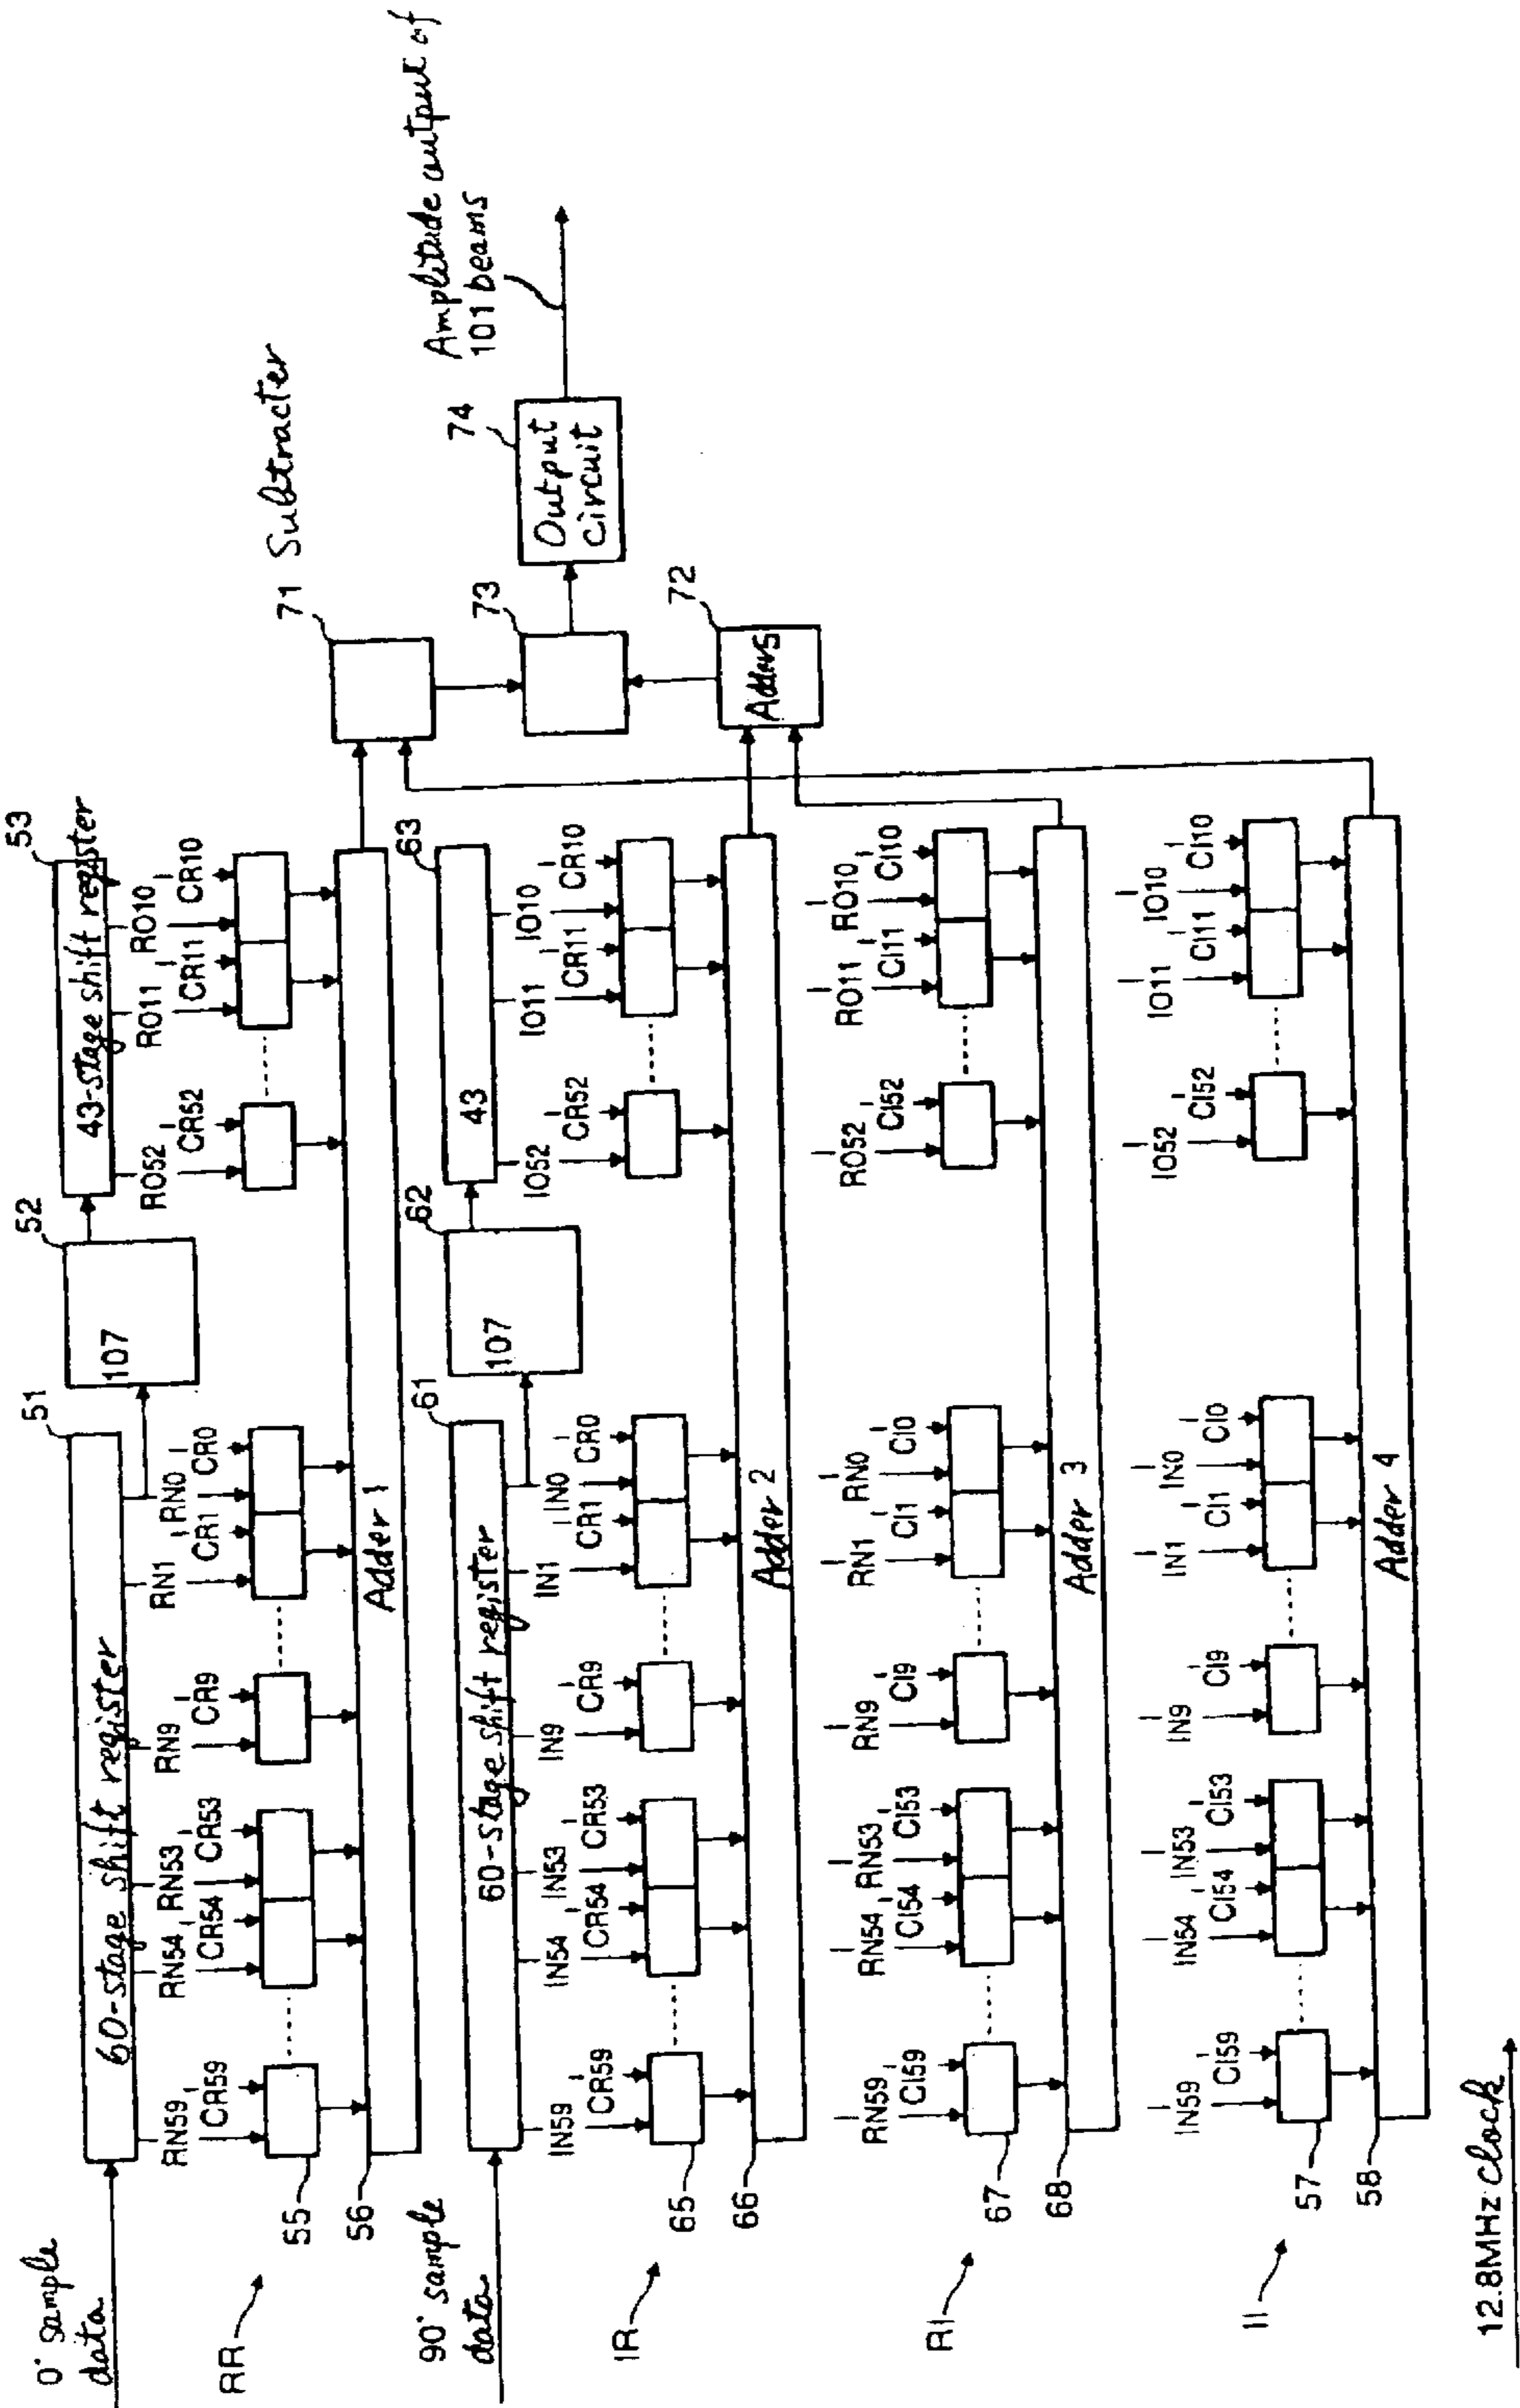 0° sample data
51
60-stage shift register
52
107
53
43-stage shift register
RN59 CR59 RN54 CR54 RN53 CR53 RN9 CR9 RN1 CR1 RN0 CR0 RO52 CR52 RO11 CR11 RO10 CR10
RR
55
56
Adder 1
71 Subtracter
90° sample data
61
60-stage shift register
62
107
63
43
IN59 CR59 IN54 CR54 IN53 CR53 IN9 CR9 IN1 CR1 IN0 CR0 IO52 CR52 IO11 CR11 IO10 CR10
IR
65
66
Adder 2
73
74
Output circuit
Amplitude output of
101 beams
72
Adder5
RN59 CI59 RN54 CI54 RN53 CI53 RN9 CI9 RN1 CI1 RN0 CI0 RO52 CI52 RO11 CI11 RO10 CI10
RI
67
68
Adder 3
IN59 CI59 IN54 CI54 IN53 CI53 IN9 CI9 IN1 CI1 IN0 CI0 IO52 CI52 IO11 CI11 IO10 CI10
II
57
58
Adder 4
12.8MHz clock